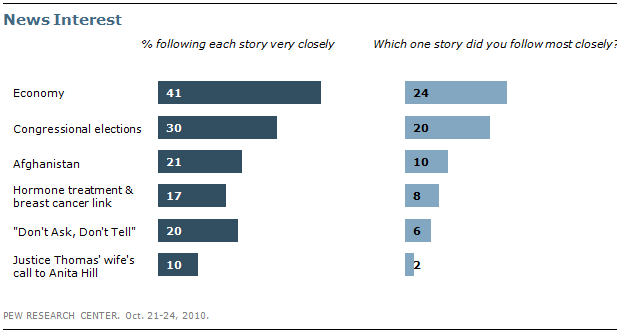 News Interest
% following each story very closely    Which one story did you follow most closely?
Economy 41 24
Congressional elections 30 20
Afghanistan 21 10
Hormone treatment &
breast cancer link 17 8
"Don't Ask, Don't Tell" 20 6
Justice Thomas' wife's
call to Anita Hill 10 2
PEW RESEARCH CENTER. Oct. 21-24, 2010.